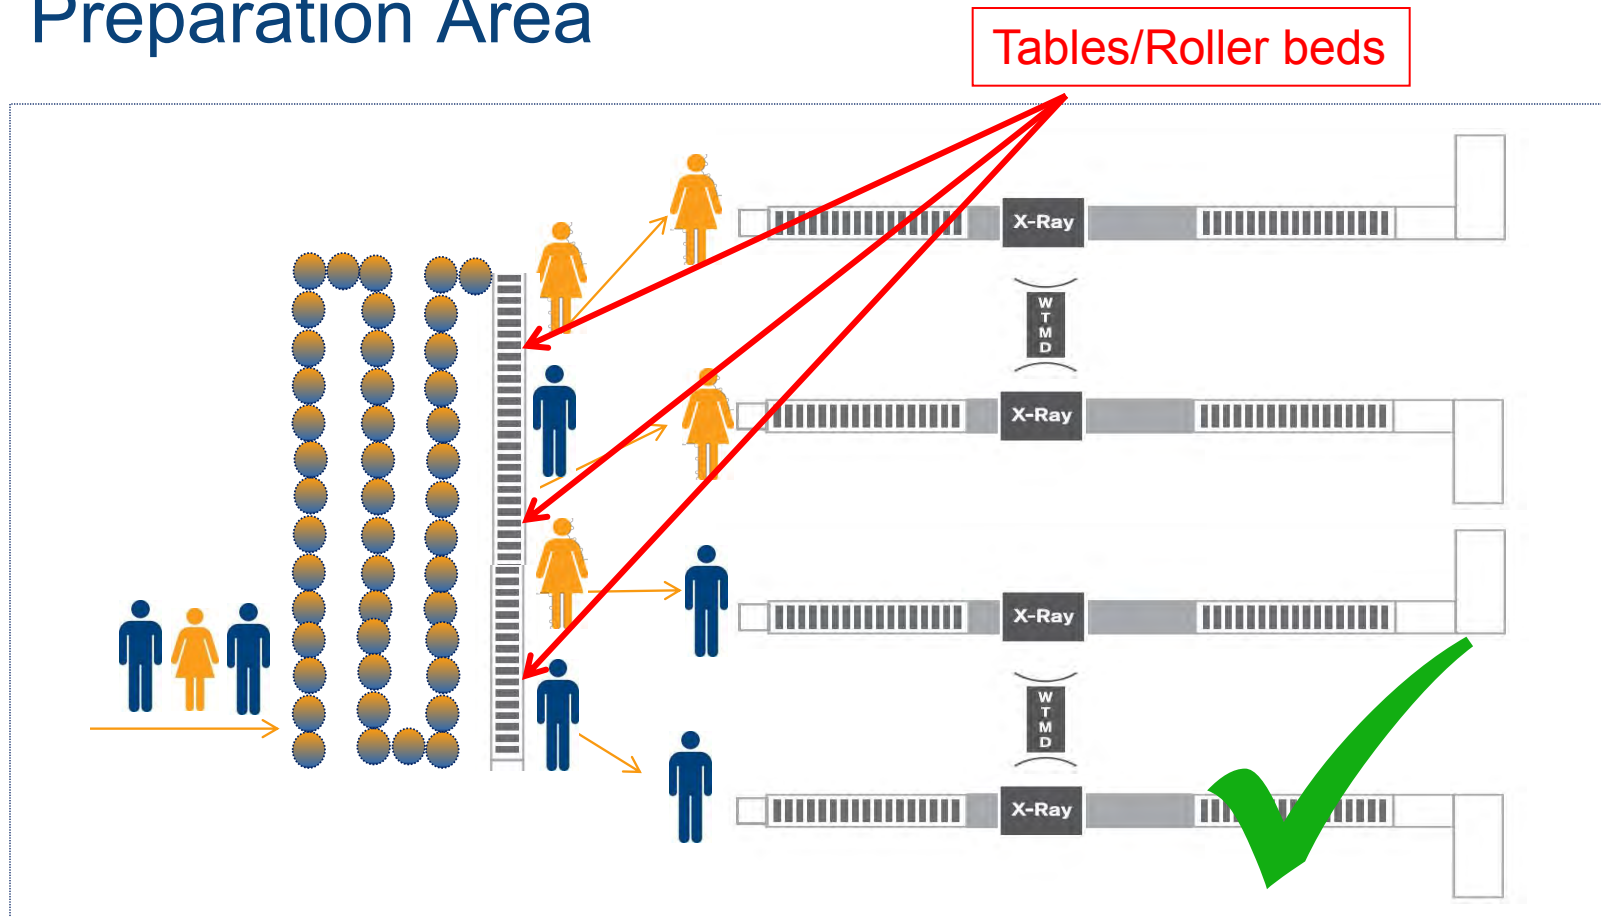 Preparation Area
Tables/Roller beds
X-Ray
W
T
M
D
X-Ray
X-Ray
W
T
M
D
X-Ray